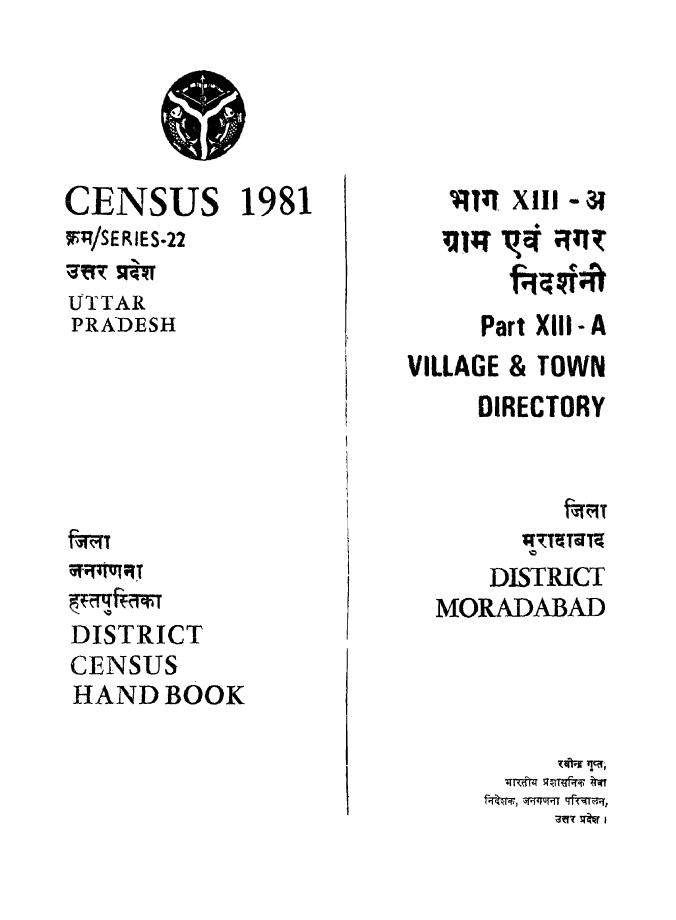 CENSUS 1981
क्रम/SERIES-22
उत्तर प्रदेश
UTTAR
PRADESH
जिला
जनगणना
हस्तपुस्तिका
DISTRICT
CENSUS
HAND BOOK
भाग XIII - अ
ग्राम एवं नगर
निदर्शनी
Part XIII - A
VILLAGE & TOWN
DIRECTORY
जिला
मुरादाबाद
DISTRICT
MORADABAD
रवीन्द्र गुप्त,
भारतीय प्रशासनिक सेवा
निदेशक, जनगणना परिचालन,
उत्तर प्रदेश ।